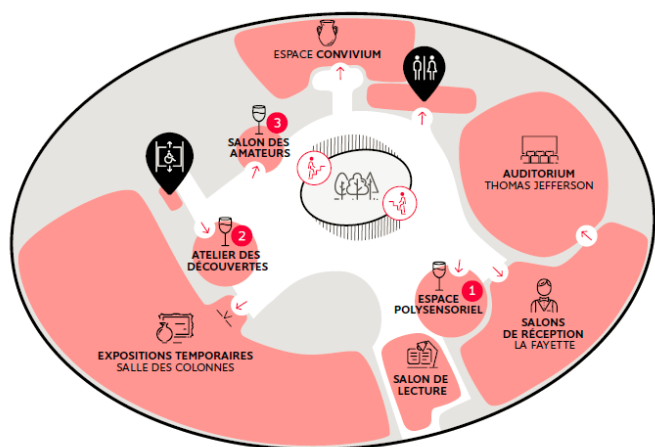 ESPACE CONVIVIUM
3
SALON DES
AMATEURS
AUDITORIUM
THOMAS JEFFERSON
2
ATELIER DES
DÉCOUVERTES
1
ESPACE
POLYSENSORIEL
SALONS
DE RÉCEPTION
LA FAYETTE
EXPOSITIONS TEMPORAIRES
SALLE DES COLONNES
SALON DE
LECTURE